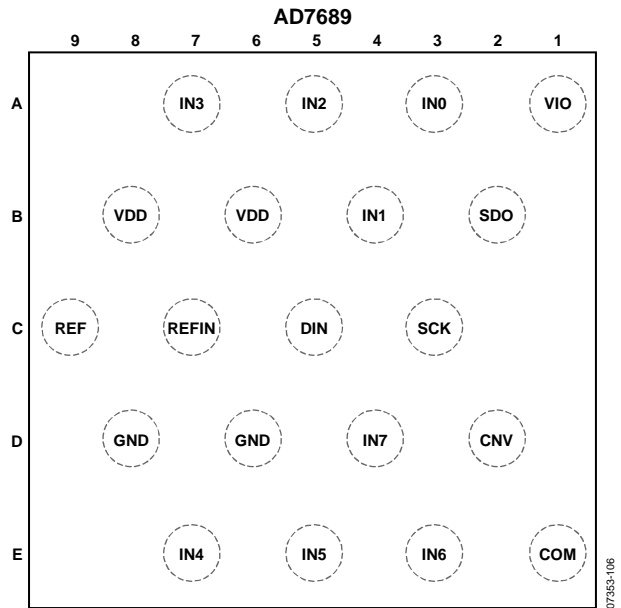 AD7689
9 8 7 6 5 4 3 2 1
A IN3 IN2 IN0 VIO
B VDD VDD IN1 SDO
C REF REFIN DIN SCK
D GND GND IN7 CNV
E IN4 IN5 IN6 COM
07353-106